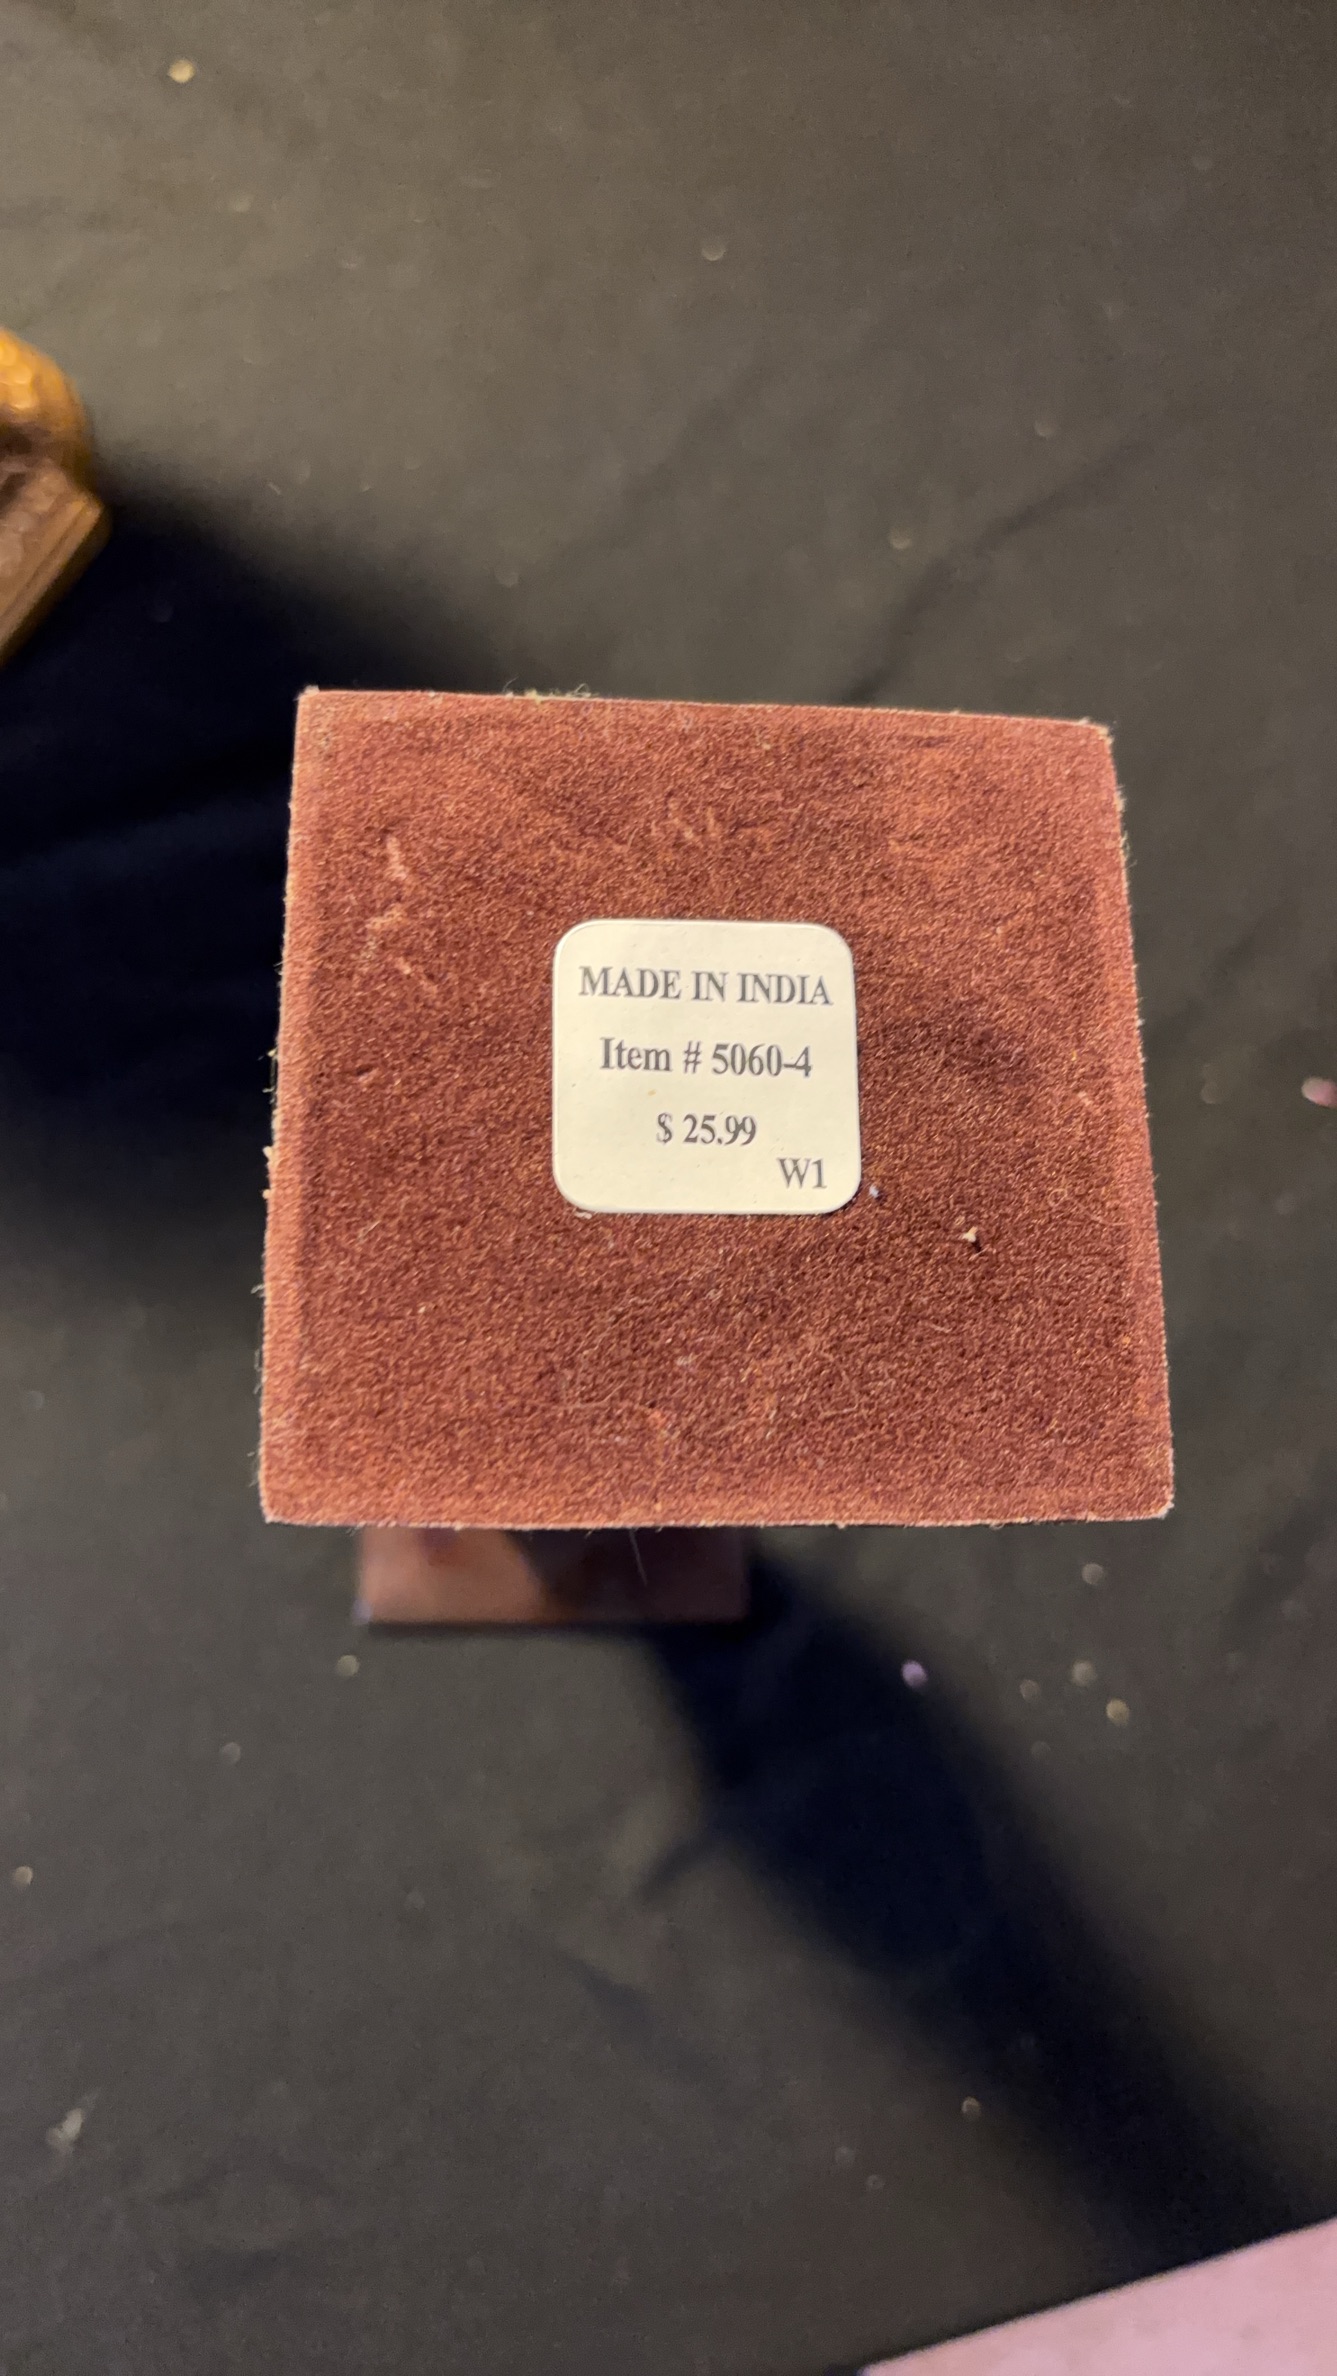 MADE IN INDIA
Item # 5060-4
$ 25.99
W1